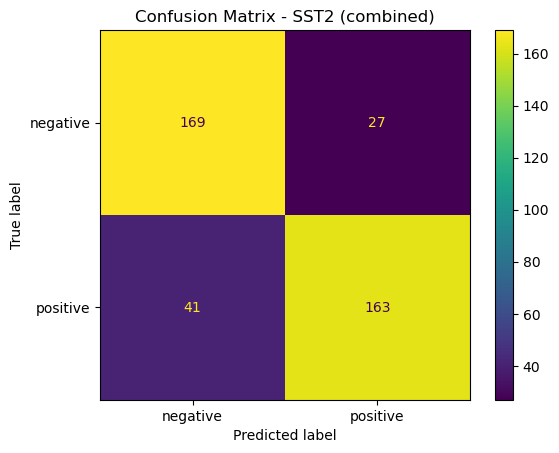 Confusion Matrix - SST2 (combined)
True label
negative
positive
169
27
41
163
negative
positive
Predicted label
160
140
120
100
80
60
40